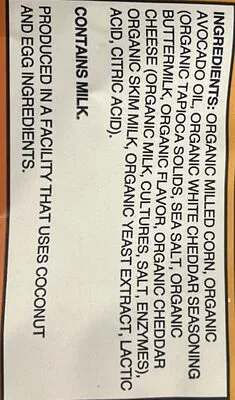 INGREDIENTS: ORGANIC MILLED CORN, ORGANIC
AVOCADO OIL, ORGANIC WHITE CHEDDAR SEASONING
(ORGANIC TAPIOCA SOLIDS, SEA SALT, ORGANIC
BUTTERMILK, ORGANIC FLAVOR, ORGANIC CHEDDAR
CHEESE (ORGANIC MILK, CULTURES, SALT, ENZYMES),
ORGANIC SKIM MILK, ORGANIC YEAST EXTRACT, LACTIC
ACID, CITRIC ACID).
CONTAINS MILK.
PRODUCED IN A FACILITY THAT USES COCONUT
AND EGG INGREDIENTS.